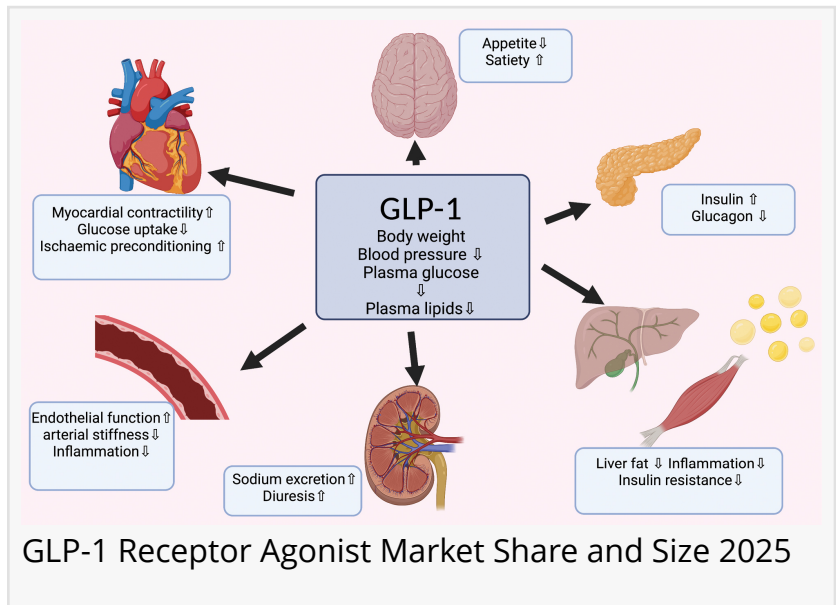 Appetite⇩
Satiety ⇧
Myocardial contractility⇧
Glucose uptake⇩
Ischaemic preconditioning ⇧
GLP-1
Body weight
Blood pressure ⇩
Plasma glucose
⇩
Plasma lipids⇩
Insulin ⇧
Glucagon ⇩
Endothelial function⇧
arterial stiffness⇩
Inflammation⇩
Sodium excretion⇧
Diuresis⇧
Liver fat ⇩ Inflammation⇩
Insulin resistance⇩
GLP-1 Receptor Agonist Market Share and Size 2025